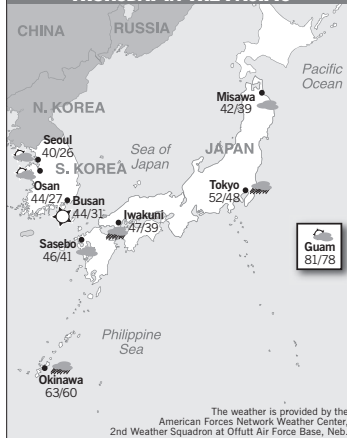 CHINA
RUSSIA
Pacific
Ocean
Misawa
42/39
N. KOREA
Seoul
40/26
Sea of
Japan
JAPAN
S. KOREA
Osan
44/27
Busan
44/31
Tokyo
52/48
Iwakuni
47/39
Sasebo
46/41
Guam
81/78
Philippine
Sea
Okinawa
63/60
The weather is provided by the
American Forces Network Weather Center,
2nd Weather Squadron at Offutt Air Force Base, Neb.